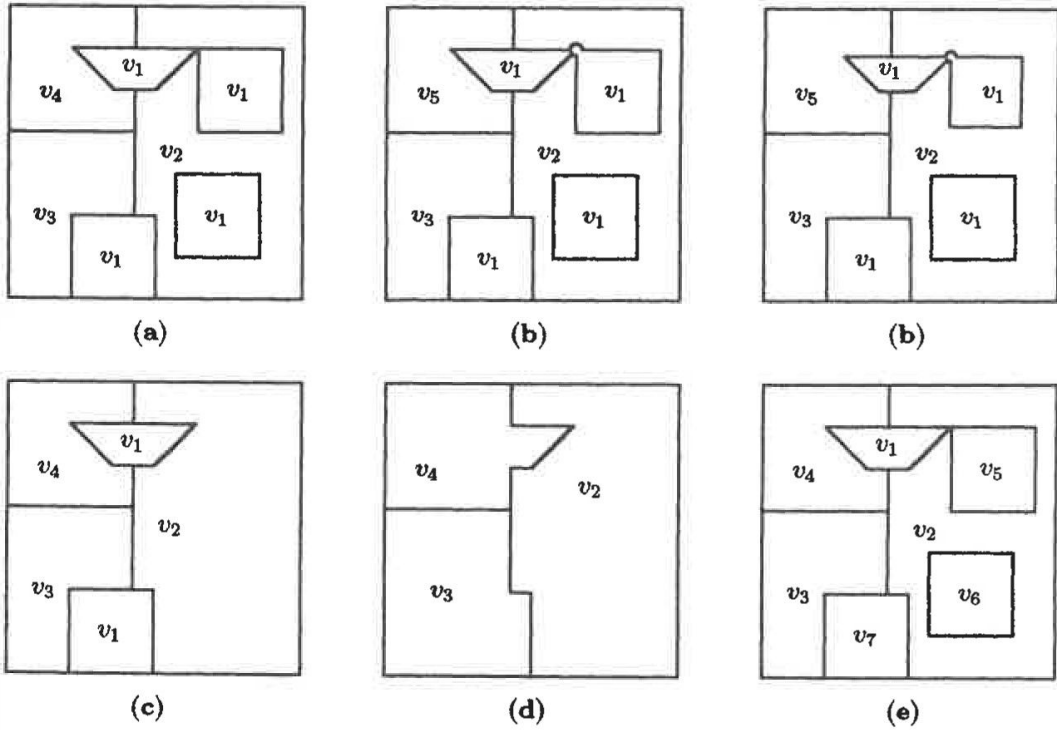 v₁
v₄ v₁
v₂
v₃ v₁
v₁
(a)
v₁
v₅ v₁
v₂
v₃ v₁
v₁
(b)
v₁
v₅ v₁
v₂
v₃ v₁
v₁
(b)
v₁
v₄
v₂
v₃
v₁
(c)
v₄ v₂
v₃
(d)
v₁
v₄ v₅
v₂
v₃ v₆
v₇
(e)